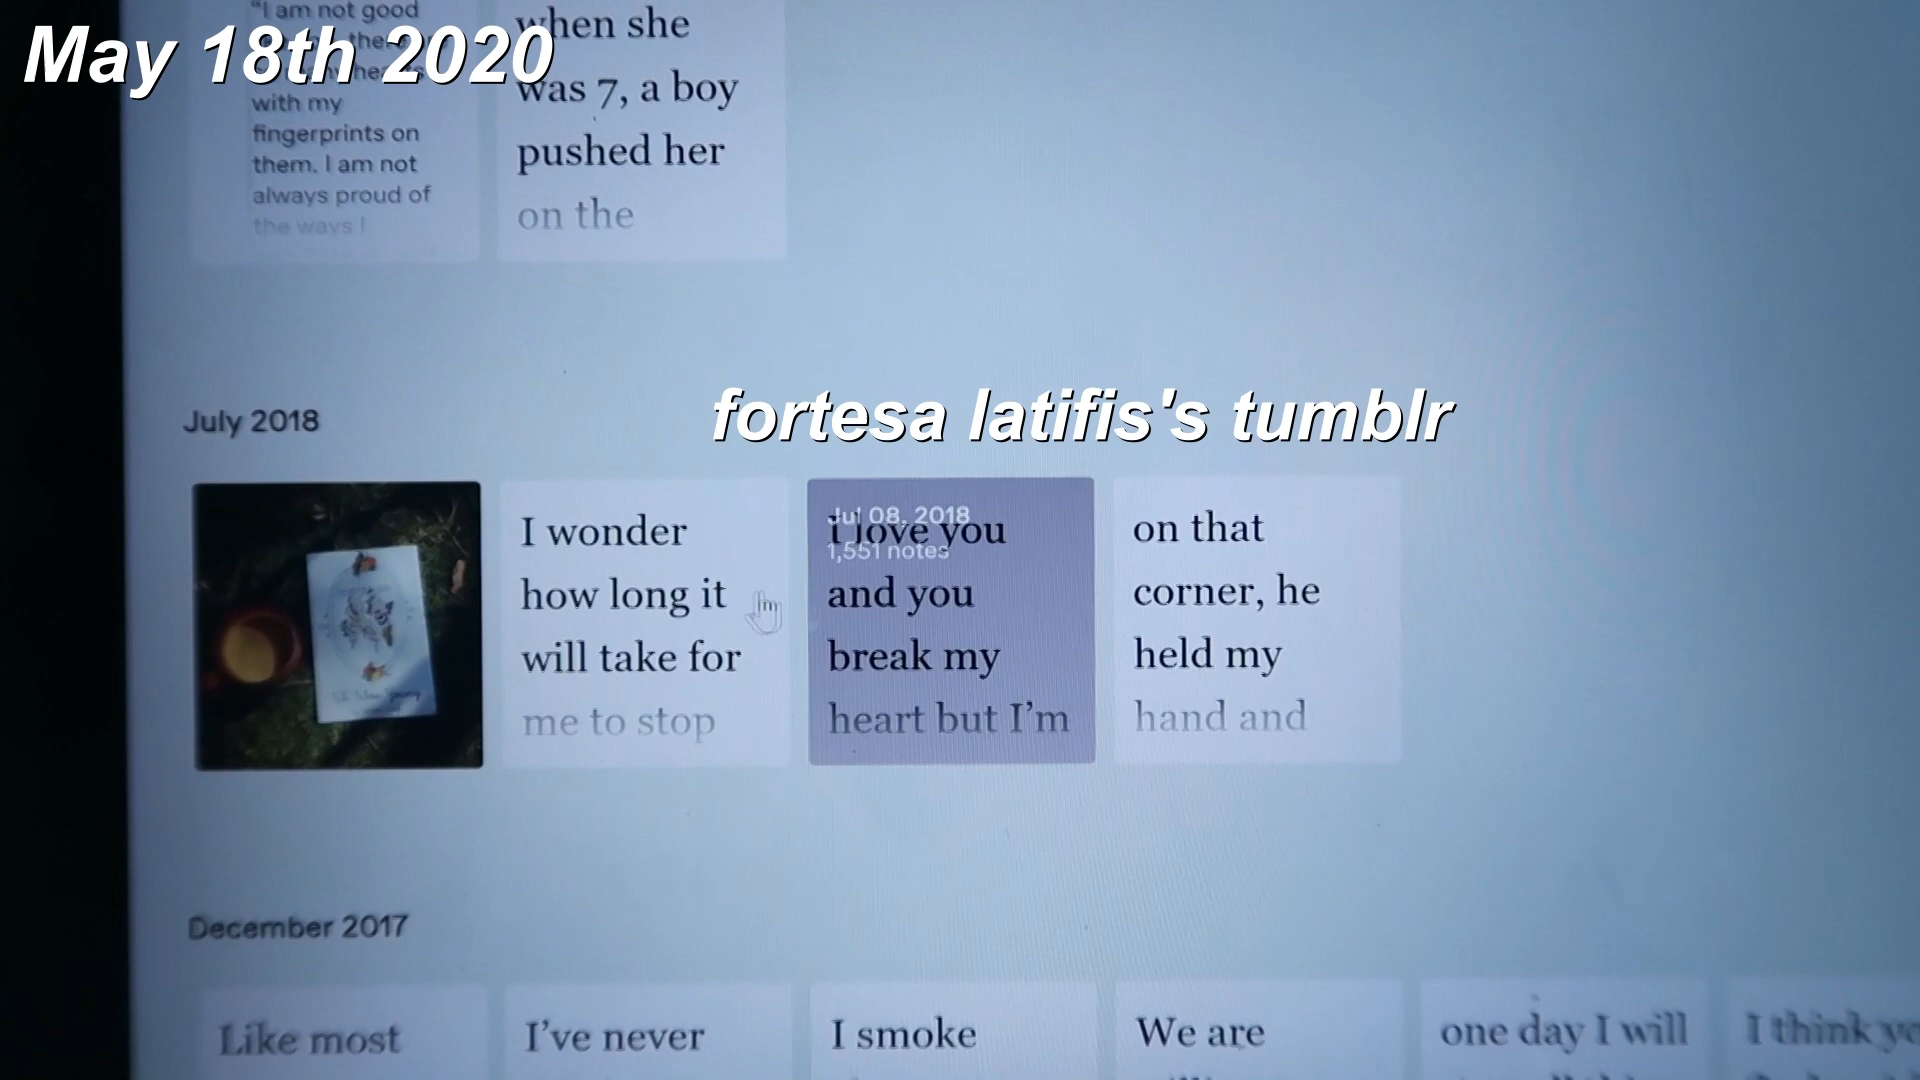 May 18th 2020
"I am not good
with my
fingerprints on
them. I am not
always proud of
the ways I
when she
was 7, a boy
pushed her
on the
fortesa latifis's tumblr
July 2018
I wonder
how long it
will take for
me to stop
Jul 08, 2018
1,551 notes
I love you
and you
break my
heart but I'm
on that
corner, he
held my
hand and
December 2017
Like most
I've never
I smoke
We are
one day I will
I think